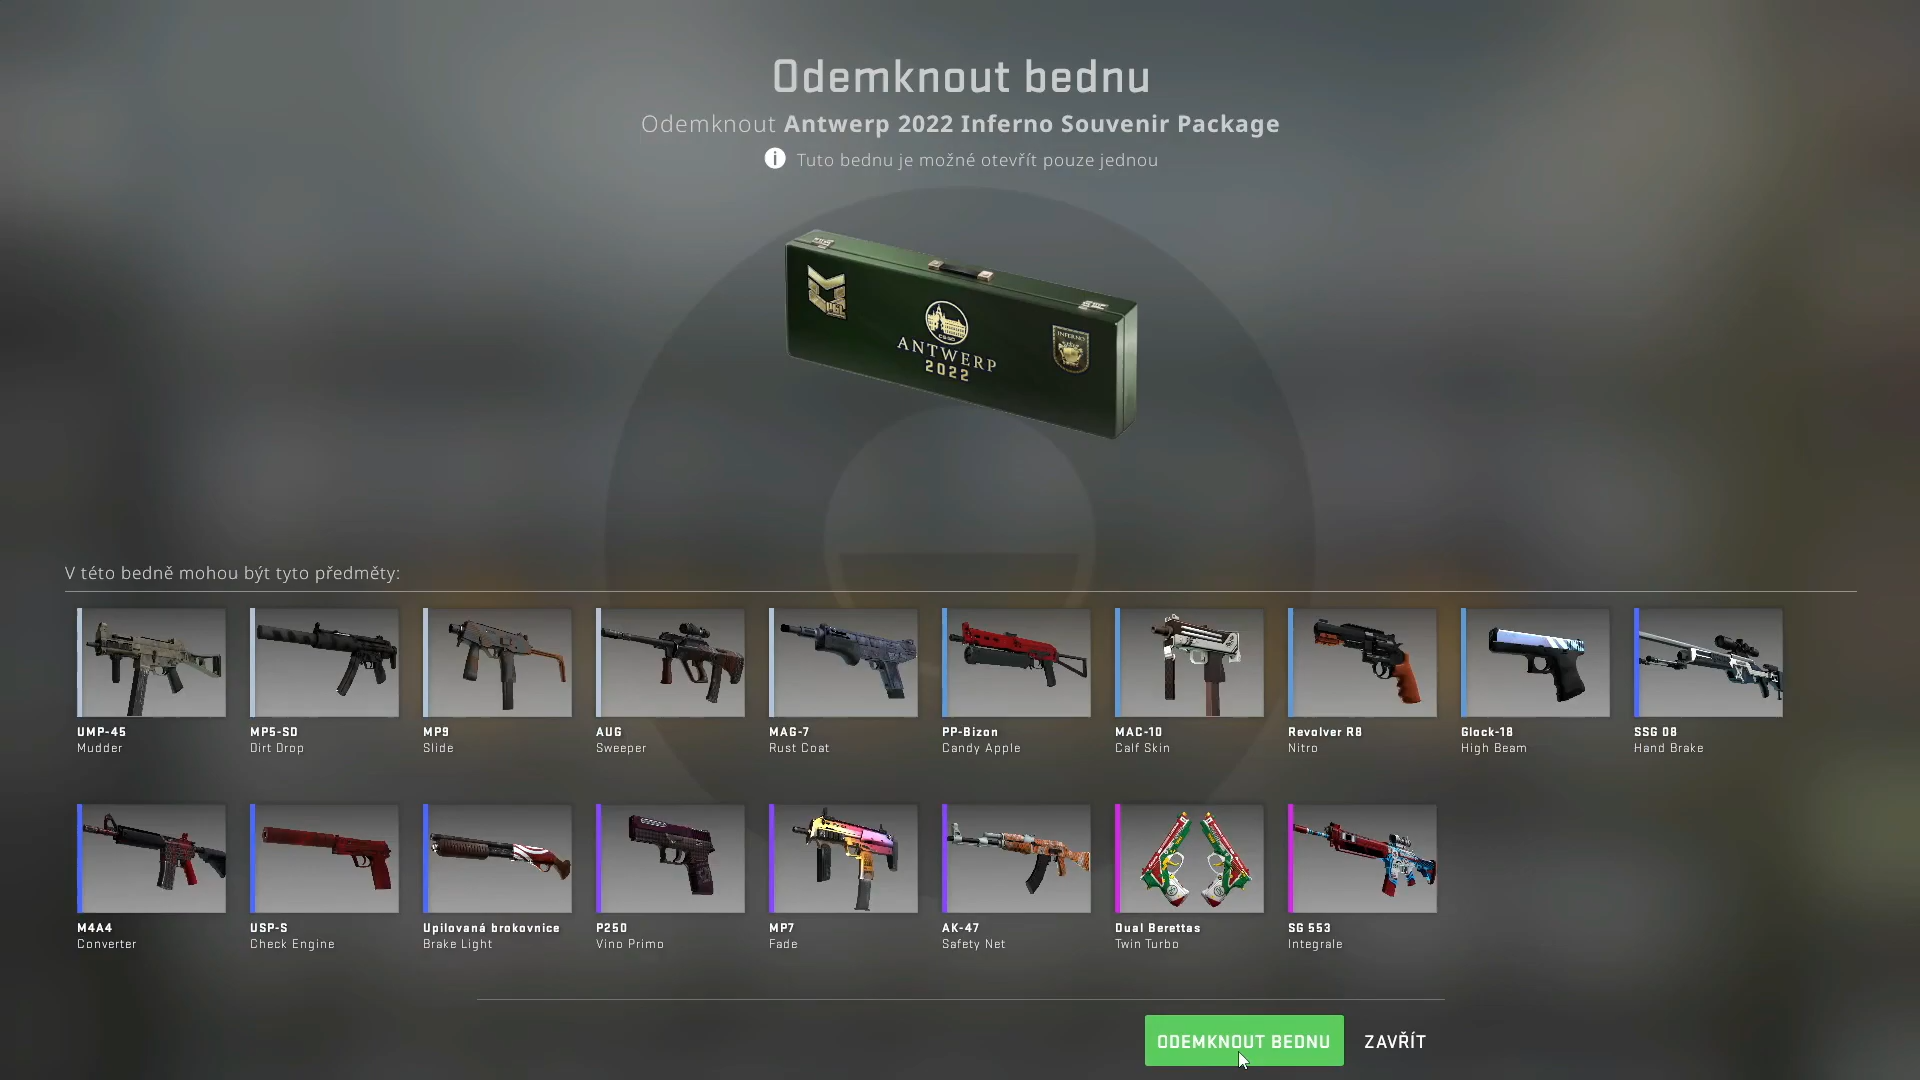 Odemknout bednu
Odemknout Antwerp 2022 Inferno Souvenir Package
Tuto bednu je možné otevřít pouze jednou
PGL
INFERNO
ANTWERP
2022
V této bedně mohou být tyto předměty:
UMP-45
Mudder
MP5-SD
Dirt Drop
MP9
Slide
AUG
Sweeper
MAG-7
Rust Coat
PP-Bizon
Candy Apple
MAC-10
Calf Skin
Revolver R8
Nitro
Glock-18
High Beam
SSG 08
Hand Brake
M4A4
Converter
USP-S
Check Engine
Upilovaná brokovnice
Brake Light
P250
Vino Primo
MP7
Fade
AK-47
Safety Net
Dual Berettas
Twin Turbo
SG 553
Integrale
ODEMKNOUT BEDNU
ZAVŘÍT